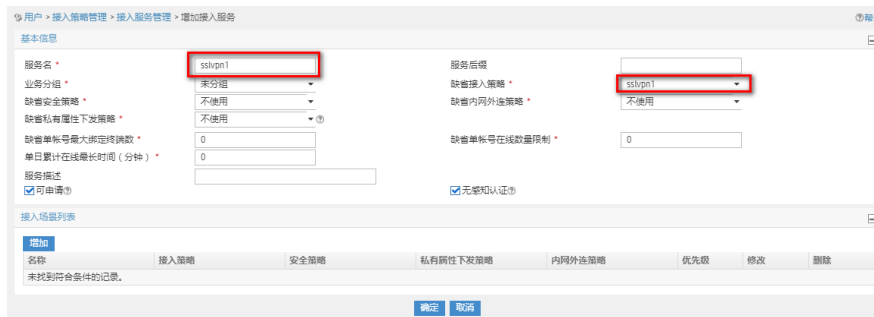 用户 > 接入策略管理 > 接入服务管理 > 增加接入服务
基本信息
服务名 * sslvpn1 服务后缀
业务分组 * 未分组 缺省接入策略 * sslvpn1
缺省安全策略 * 不使用 缺省内网外连策略 * 不使用
缺省私有属性下发策略 * 不使用
缺省单帐号最大绑定终端数 * 0 缺省单帐号在线数量限制 * 0
单日累计在线最长时间(分钟) * 0
服务描述
可申请 无感知认证
接入场景列表
增加
名称 接入策略 安全策略 私有属性下发策略 内网外连策略 优先级 修改 删除
未找到符合条件的记录。
确定 取消